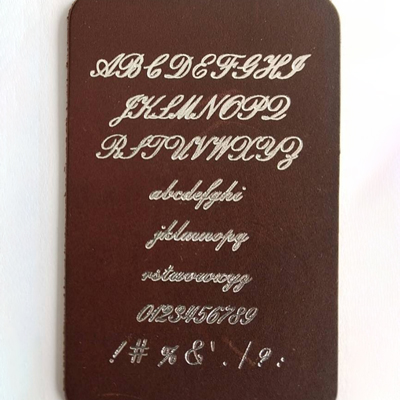 ABCDEFGHI
JKLMNOPQ
RSTUVWXYZ
abcdefghi
jklmnopq
rstuvwxyz
0123456789
! # % & ' . / ? :